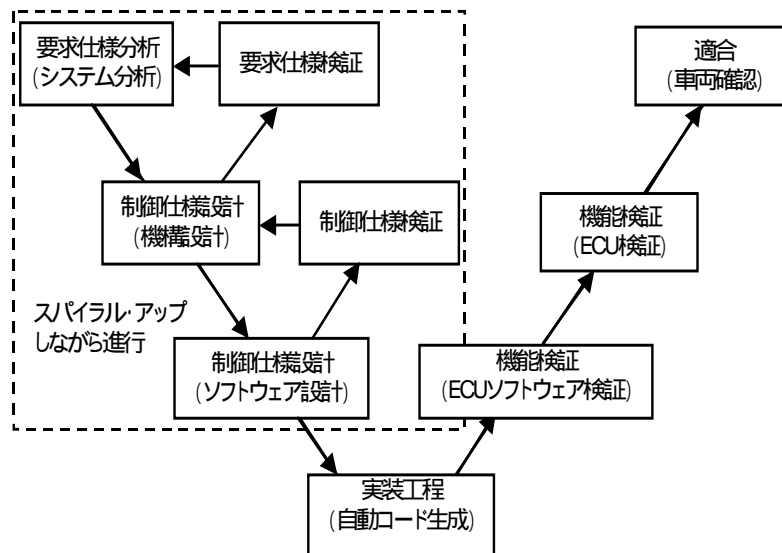 要求仕様分析
(システム分析)
要求仕様検証
適合
(車両確認)
制御仕様設計
(機構設計)
制御仕様検証
機能検証
(ECU検証)
スパイラル・アップ
しながら進行
制御仕様設計
(ソフトウェア設計)
機能検証
(ECUソフトウェア検証)
実装工程
(自動コード生成)